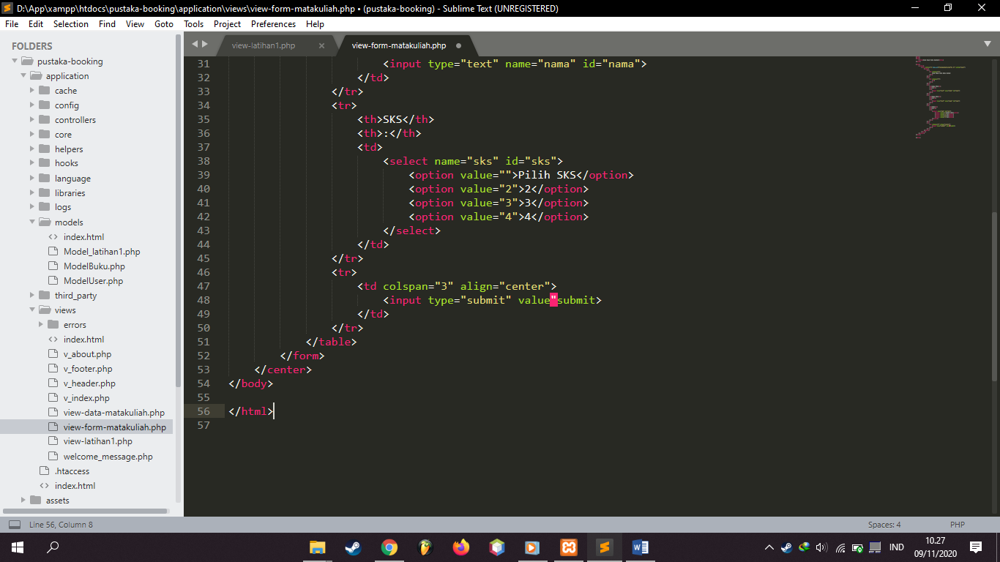 D:\App\xampp\htdocs\pustaka-booking\application\views\view-form-matakuliah.php • (pustaka-booking) - Sublime Text (UNREGISTERED)
File Edit Selection Find View Goto Tools Project Preferences Help
FOLDERS
pustaka-booking
application
cache
config
controllers
core
helpers
hooks
language
libraries
logs
models
index.html
Model_latihan1.php
ModelBuku.php
ModelUser.php
third_party
views
errors
index.html
v_about.php
v_footer.php
v_header.php
v_index.php
view-data-matakuliah.php
view-form-matakuliah.php
view-latihan1.php
welcome_message.php
.htaccess
index.html
assets
view-latihan1.php × view-form-matakuliah.php
31 <input type="text" name="nama" id="nama">
32 </td>
33 </tr>
34 <tr>
35 <th>SKS</th>
36 <th>:</th>
37 <td>
38 <select name="sks" id="sks">
39 <option value="">Pilih SKS</option>
40 <option value="2">2</option>
41 <option value="3">3</option>
42 <option value="4">4</option>
43 </select>
44 </td>
45 </tr>
46 <tr>
47 <td colspan="3" align="center">
48 <input type="submit" value"submit>
49 </td>
50 </tr>
51 </table>
52 </form>
53 </center>
54 </body>
55
56 </html>
57
Line 56, Column 8 Spaces: 4 PHP
IND 10.27
09/11/2020